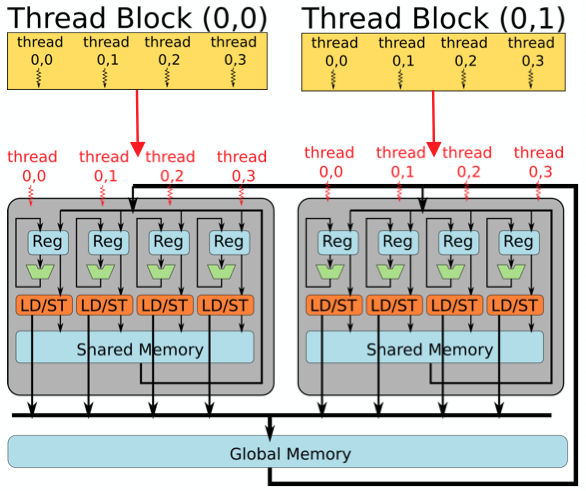 Thread Block (0,0)
Thread Block (0,1)
thread thread thread thread
0,0 0,1 0,2 0,3
thread thread thread thread
0,0 0,1 0,2 0,3
thread thread thread thread
0,0 0,1 0,2 0,3
thread thread thread thread
0,0 0,1 0,2 0,3
Reg Reg Reg Reg
Reg Reg Reg Reg
LD/ST LD/ST LD/ST LD/ST
LD/ST LD/ST LD/ST LD/ST
Shared Memory
Shared Memory
Global Memory